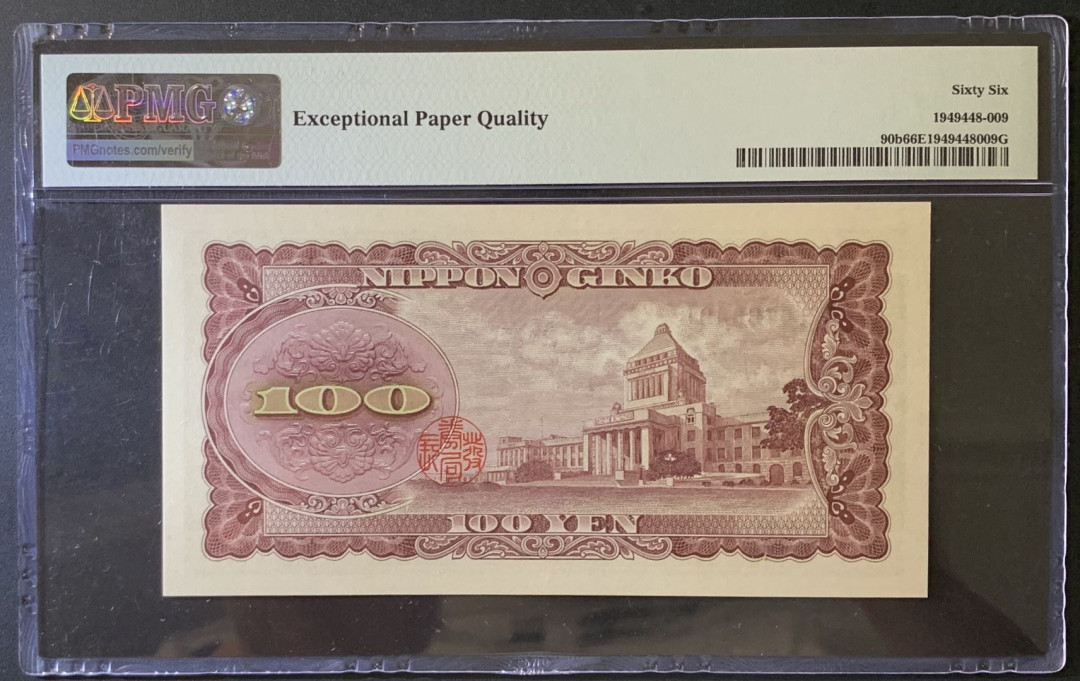 PMG
PMGnotes.com/verify
Exceptional Paper Quality
Sixty Six
1949448-009
90b66E1949448009G
NIPPON GINKO
100
100 YEN